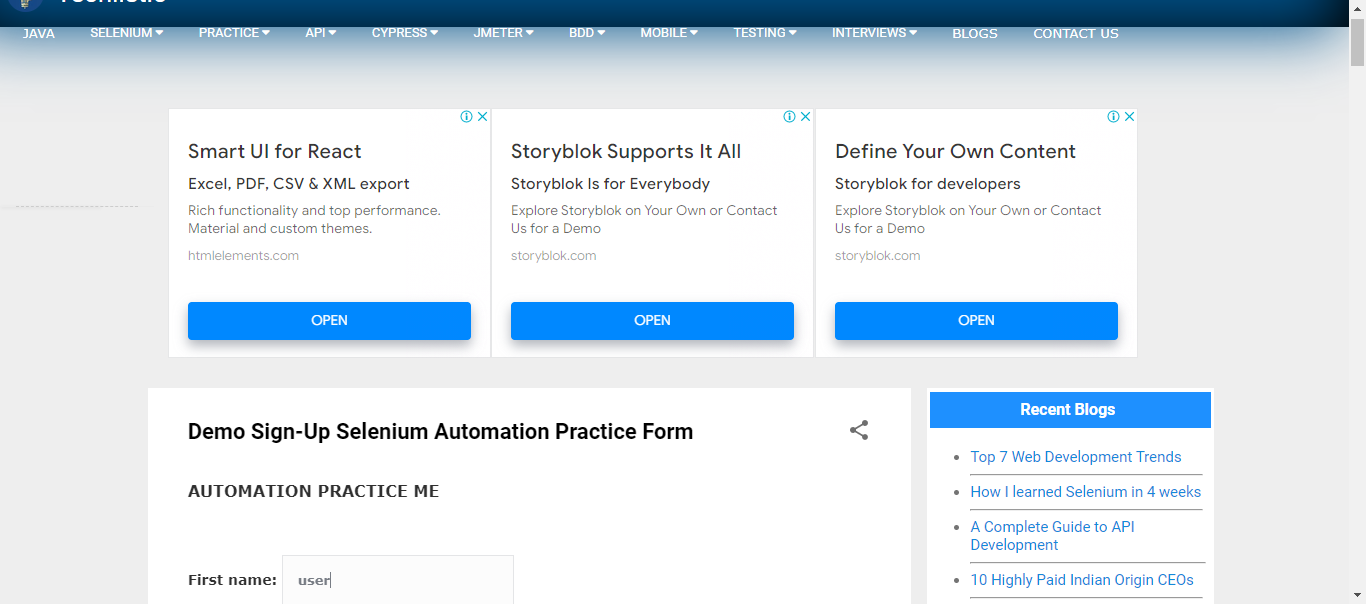 JAVA SELENIUM PRACTICE API CYPRESS JMETER BDD MOBILE TESTING INTERVIEWS BLOGS CONTACT US
Smart UI for React
Excel, PDF, CSV & XML export
Rich functionality and top performance.
Material and custom themes.
htmlelements.com
OPEN
Storyblok Supports It All
Storyblok Is for Everybody
Explore Storyblok on Your Own or Contact
Us for a Demo
storyblok.com
OPEN
Define Your Own Content
Storyblok for developers
Explore Storyblok on Your Own or Contact
Us for a Demo
storyblok.com
OPEN
Demo Sign-Up Selenium Automation Practice Form
AUTOMATION PRACTICE ME
First name: user
Recent Blogs
Top 7 Web Development Trends
How I learned Selenium in 4 weeks
A Complete Guide to API
Development
10 Highly Paid Indian Origin CEOs